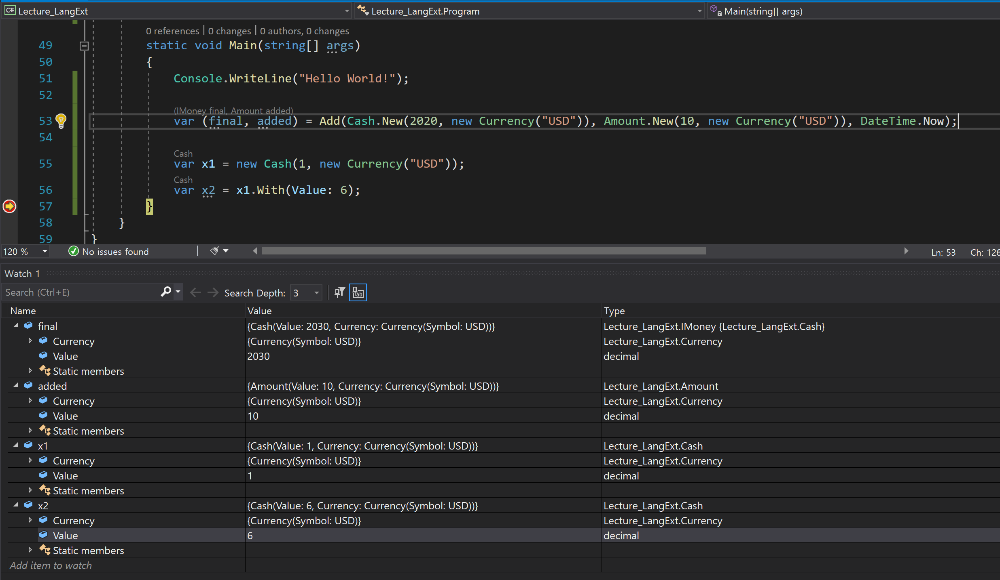 C# Lecture_LangExt Lecture_LangExt.Program Main(string[] args)
0 references | 0 changes | 0 authors, 0 changes
49 static void Main(string[] args)
50 {
51 Console.WriteLine("Hello World!");
52
(IMoney final, Amount added)
53 var (final, added) = Add(Cash.New(2020, new Currency("USD")), Amount.New(10, new Currency("USD")), DateTime.Now);
54
Cash
55 var x1 = new Cash(1, new Currency("USD"));
Cash
56 var x2 = x1.With(Value: 6);
57 }
58 }
59 }
120 % No issues found Ln: 53 Ch: 126
Watch 1
Search (Ctrl+E) Search Depth: 3
Name Value Type
final {Cash(Value: 2030, Currency: Currency(Symbol: USD))} Lecture_LangExt.IMoney {Lecture_LangExt.Cash}
Currency {Currency(Symbol: USD)} Lecture_LangExt.Currency
Value 2030 decimal
Static members
added {Amount(Value: 10, Currency: Currency(Symbol: USD))} Lecture_LangExt.Amount
Currency {Currency(Symbol: USD)} Lecture_LangExt.Currency
Value 10 decimal
Static members
x1 {Cash(Value: 1, Currency: Currency(Symbol: USD))} Lecture_LangExt.Cash
Currency {Currency(Symbol: USD)} Lecture_LangExt.Currency
Value 1 decimal
Static members
x2 {Cash(Value: 6, Currency: Currency(Symbol: USD))} Lecture_LangExt.Cash
Currency {Currency(Symbol: USD)} Lecture_LangExt.Currency
Value 6 decimal
Static members
Add item to watch